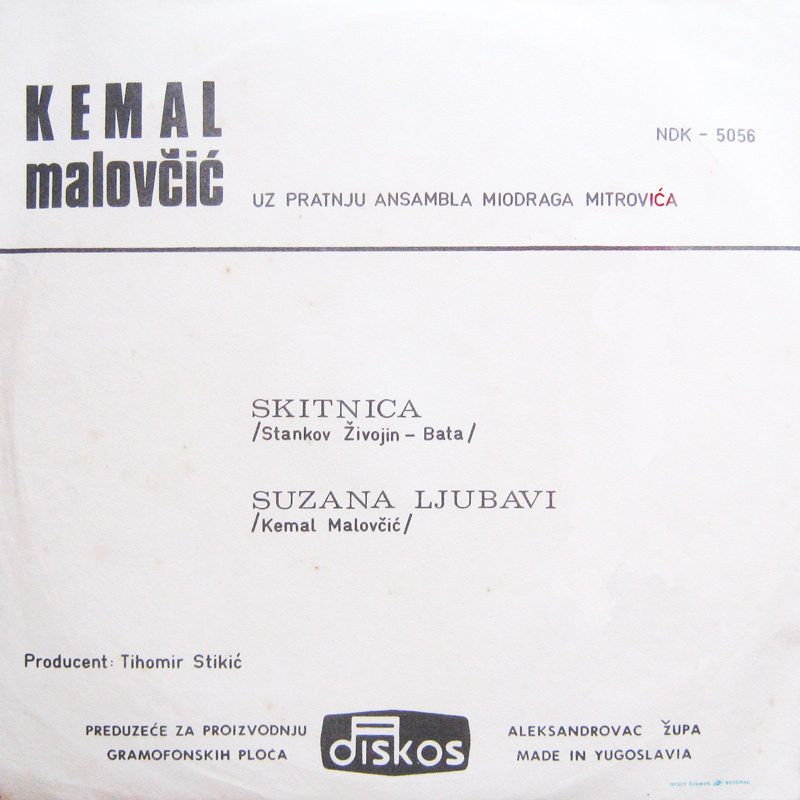 KEMAL
malovčić
NDK - 5056
UZ PRATNJU ANSAMBLA MIODRAGA MITROVIĆA
SKITNICA
/Stankov Živojin - Bata/
SUZANA LJUBAVI
/Kemal Malovčić/
Producent: Tihomir Stikić
PREDUZEĆE ZA PROIZVODNJU
GRAMOFONSKIH PLOČA
diskos
ALEKSANDROVAC ŽUPA
MADE IN YUGOSLAVIA